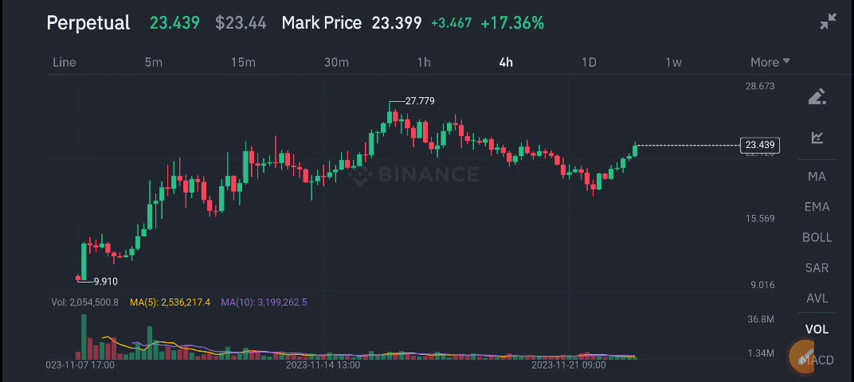 Perpetual 23.439 $23.44 Mark Price 23.399 +3.467 +17.36%
Line 5m 15m 30m 1h 4h 1D 1w More
28.673
27.779
23.439
BINANCE
MA
EMA
15.569
BOLL
SAR
9.910
9.016
AVL
Vol: 2,054,500.8 MA(5): 2,536,217.4 MA(10): 3,199,262.5
36.8M
VOL
1.34M
MACD
023-11-07 17:00 2023-11-14 13:00 2023-11-21 09:00